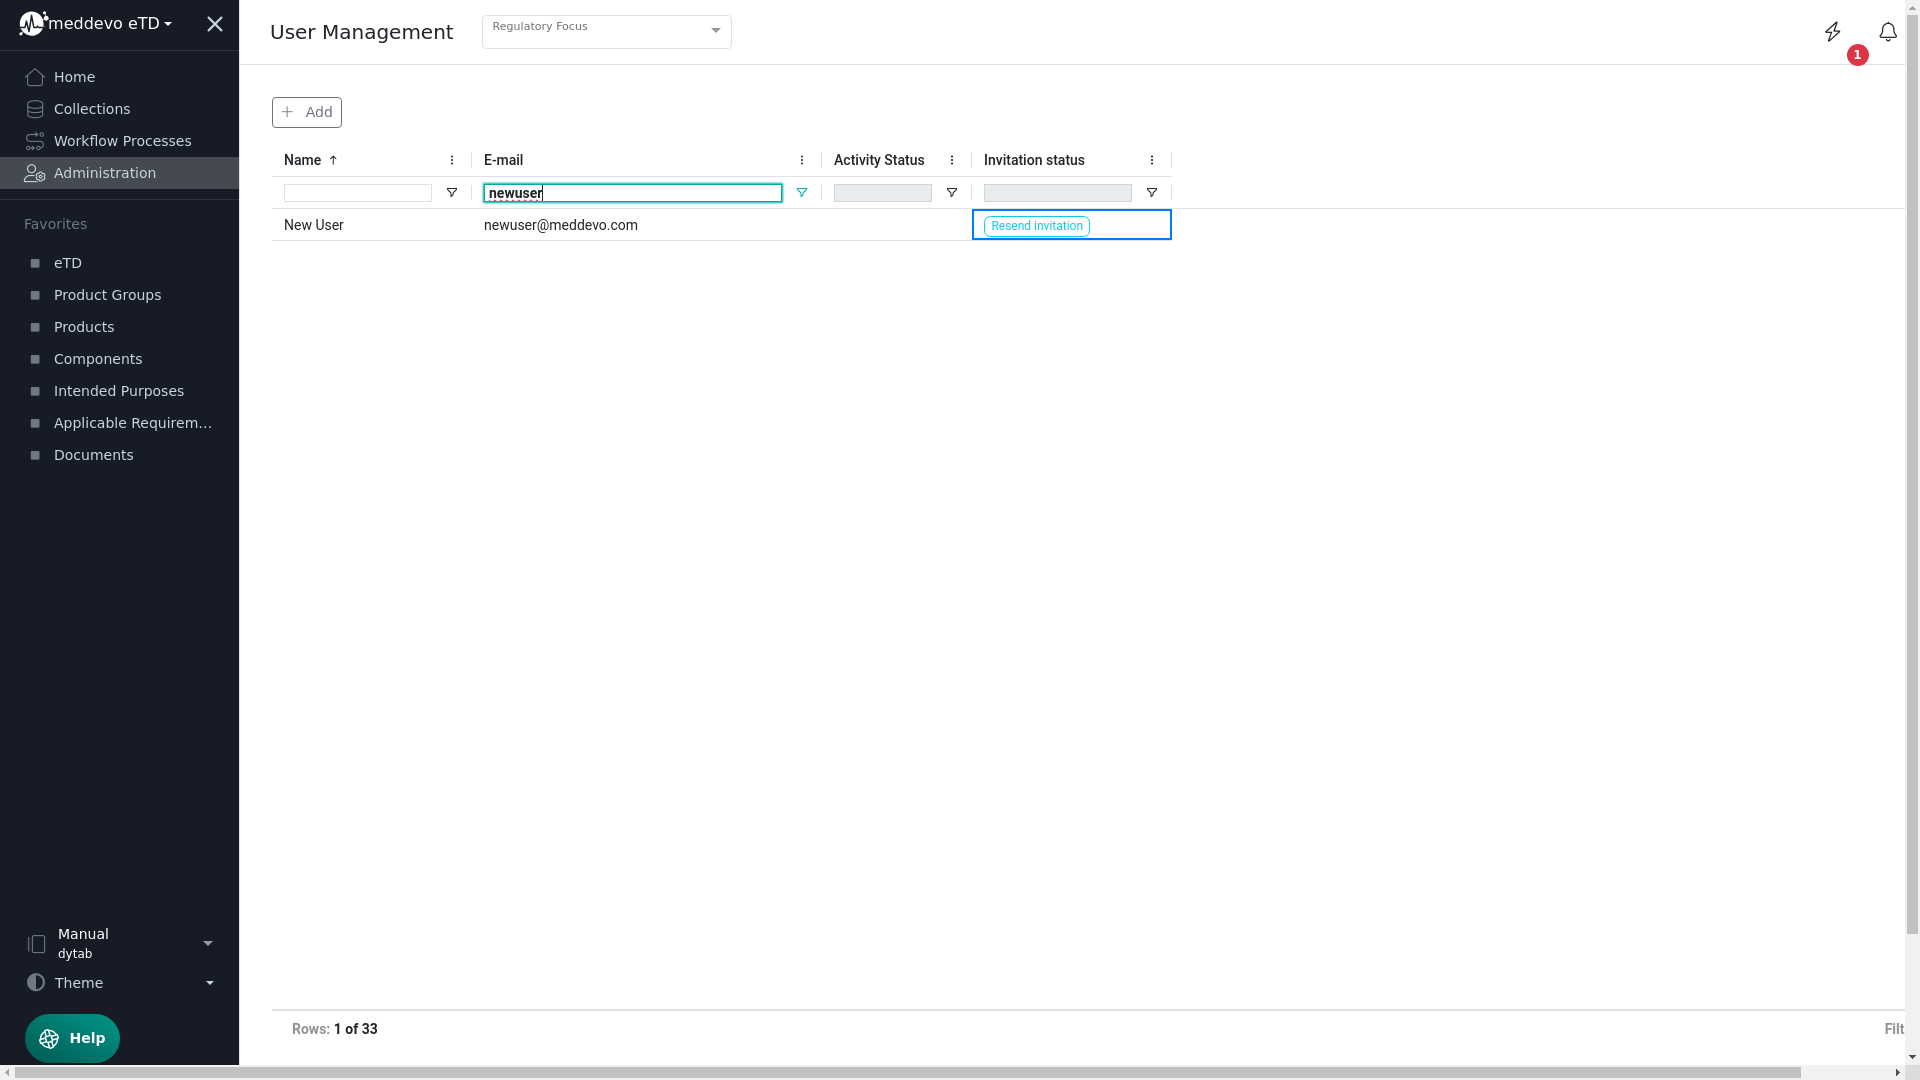 meddevo eTD
User Management
Regulatory Focus
1
Home
Collections
Workflow Processes
Administration
Favorites
eTD
Product Groups
Products
Components
Intended Purposes
Applicable Requirem...
Documents
Add
Name E-mail Activity Status Invitation status
newuser
New User newuser@meddevo.com Resend invitation
Manual
dytab
Theme
Help
Rows: 1 of 33
Filt